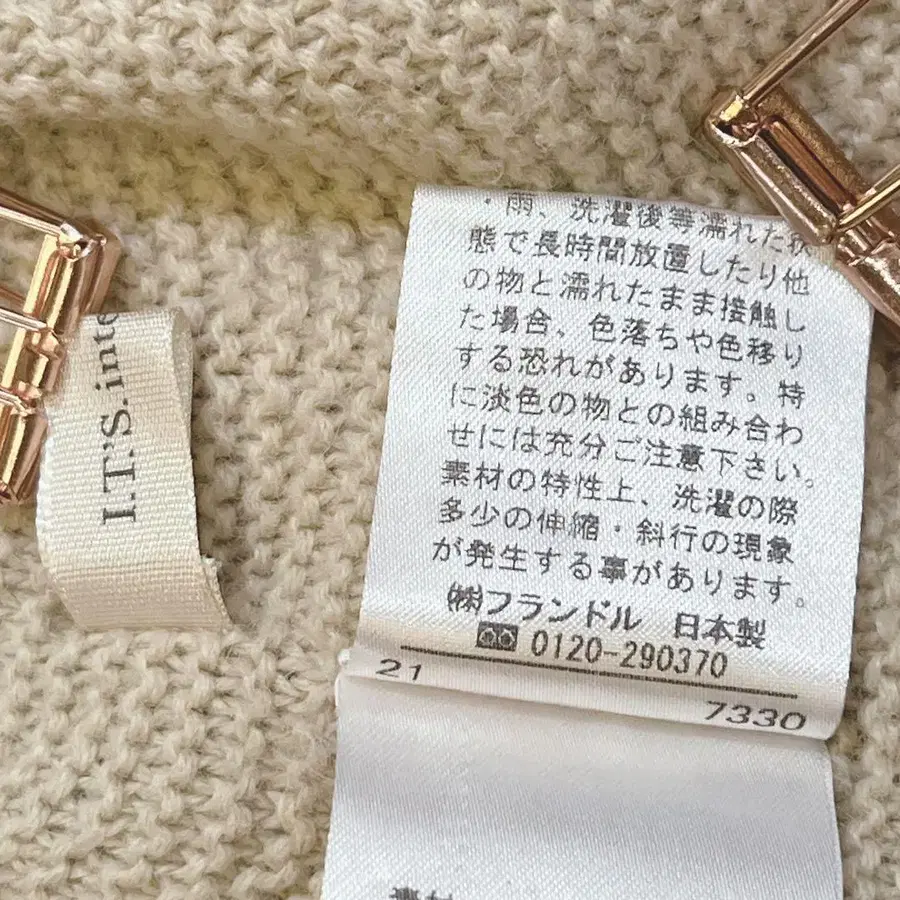 I.T.'S. inte
・雨、洗濯後等濡れた状
態で長時間放置したり他
の物と濡れたまま接触し
た場合、色落ちや色移り
する恐れがあります。特
に淡色の物との組み合わ
せには充分ご注意下さい。
素材の特性上、洗濯の際
多少の伸縮・斜行の現象
が発生する事があります。
㈱フランドル 日本製
0120-290370
21
7330